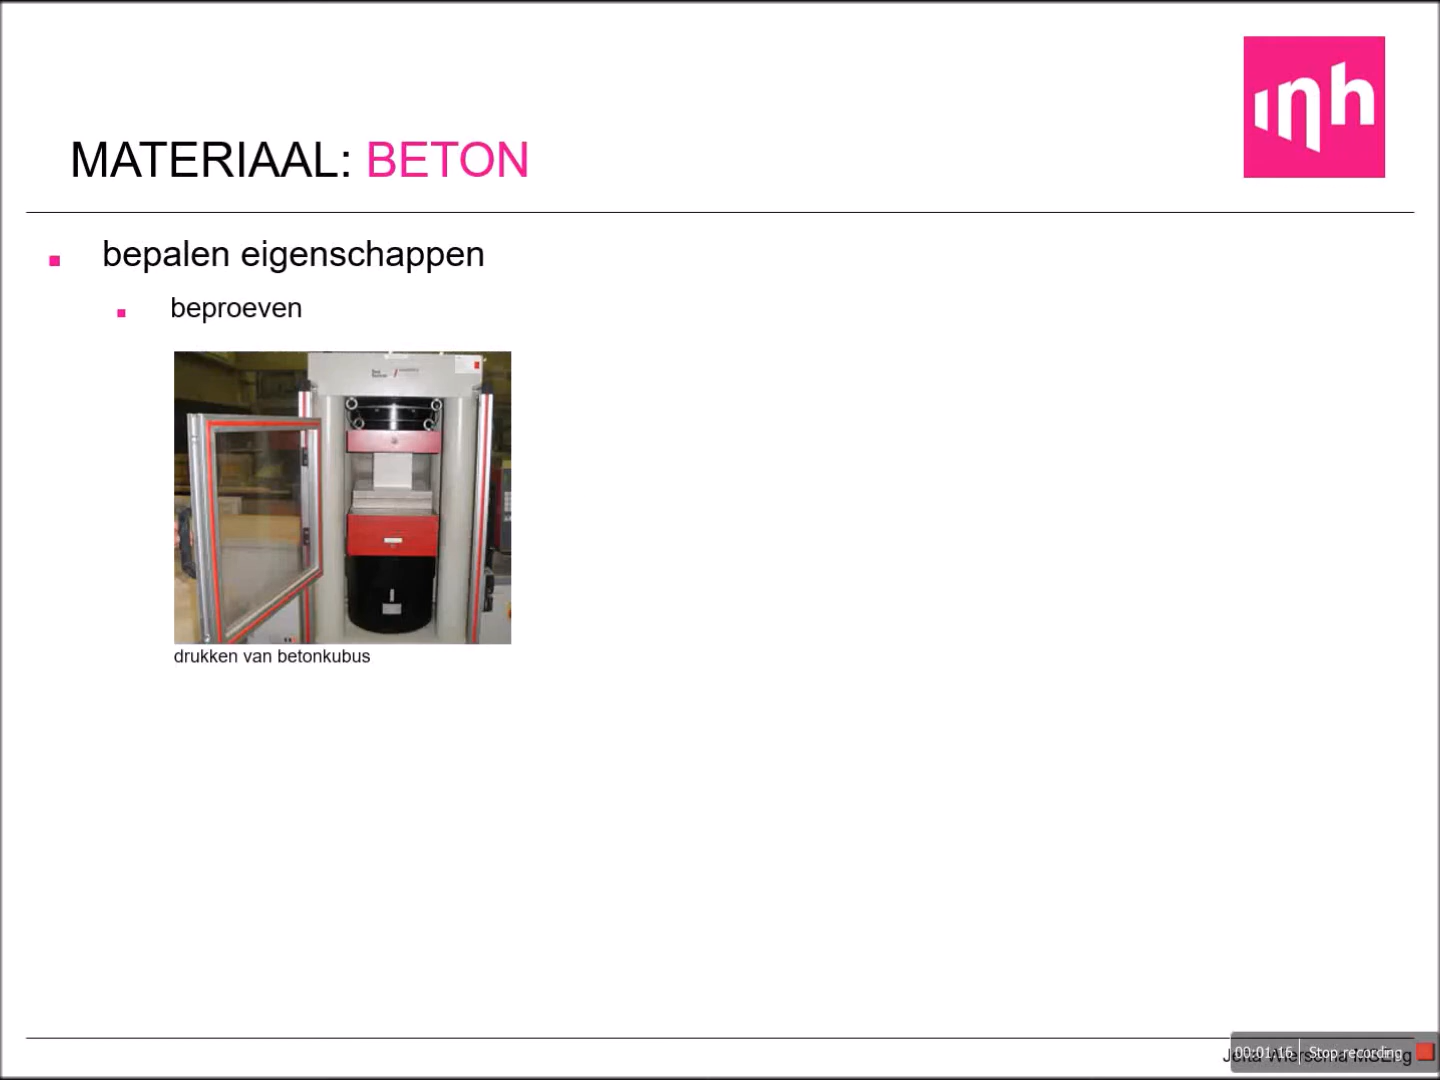 inh
MATERIAAL: BETON
bepalen eigenschappen
beproeven
drukken van betonkubus
00:01:16 Stop recording